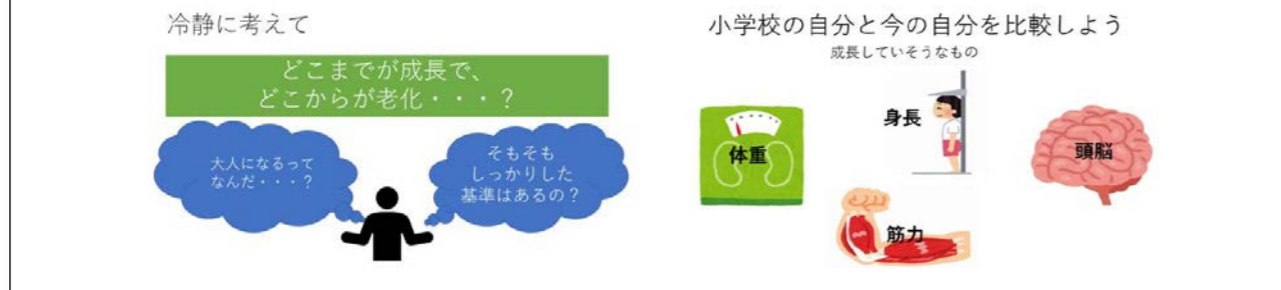 冷静に考えて
どこまでが成長で、
どこからが老化・・・？
大人になるって
なんだ・・・？
そもそも
しっかりした
基準はあるの？
小学校の自分と今の自分を比較しよう
成長していそうなもの
体重
身長
頭脳
筋力